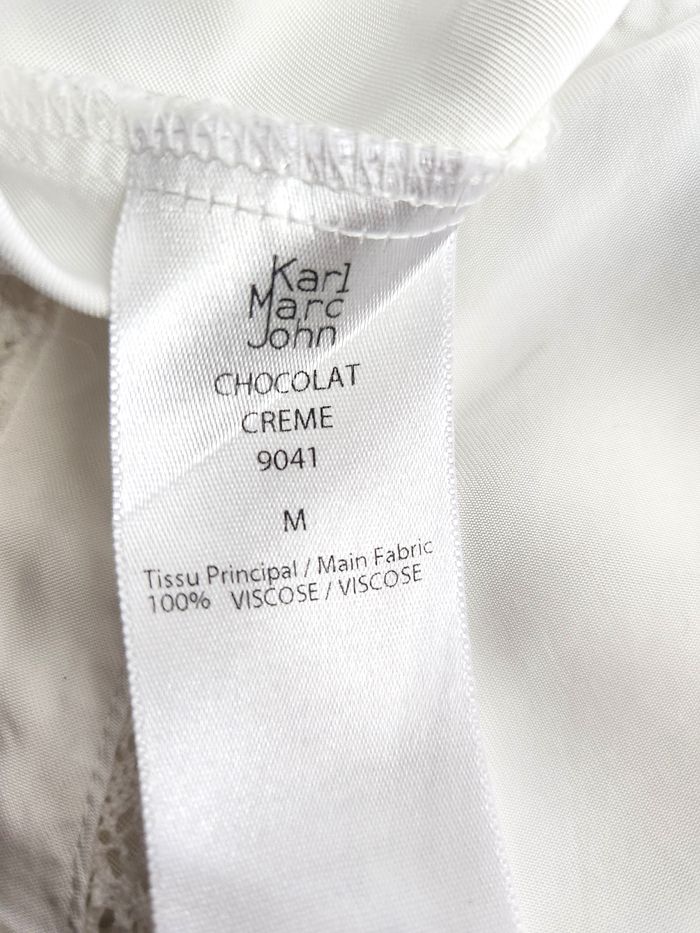 Karl
Marc
John
CHOCOLAT
CREME
9041
M
Tissu Principal / Main Fabric
100% VISCOSE / VISCOSE